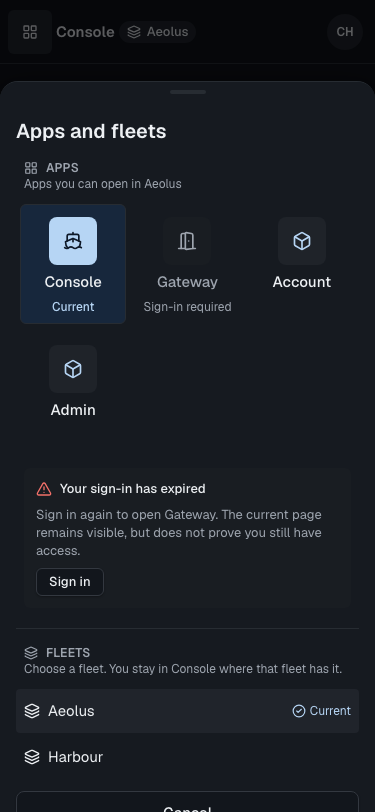 Console Aeolus CH
Apps and fleets
APPS
Apps you can open in Aeolus
Console Gateway Account
Current Sign-in required
Admin
Your sign-in has expired
Sign in again to open Gateway. The current page
remains visible, but does not prove you still have
access.
Sign in
FLEETS
Choose a fleet. You stay in Console where that fleet has it.
Aeolus Current
Harbour
Cancel